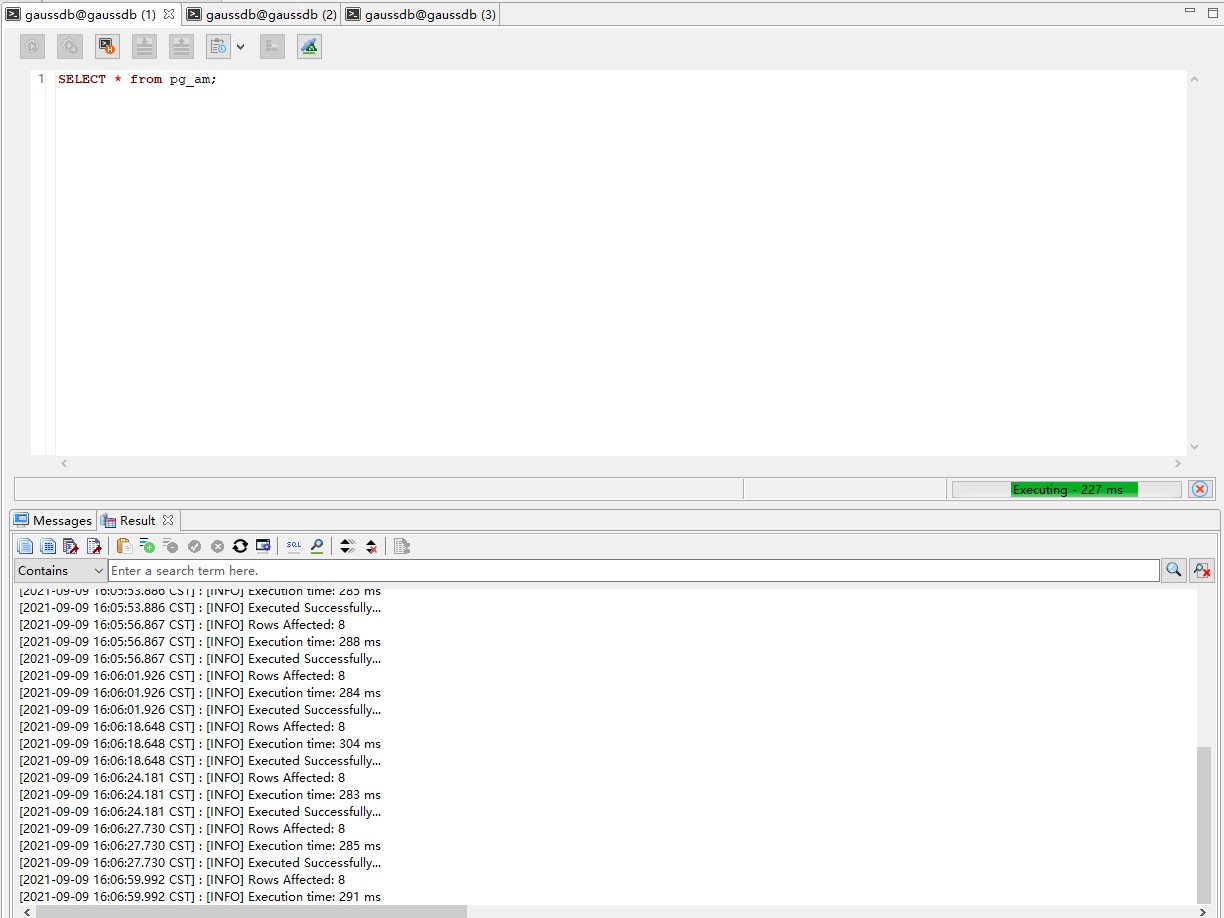 gaussdb@gaussdb (1) gaussdb@gaussdb (2) gaussdb@gaussdb (3)
1 SELECT * from pg_am;
Executing - 227 ms
Messages Result
SQL
Contains Enter a search term here.
[2021-09-09 16:05:53.886 CST] : [INFO] Execution time: 285 ms
[2021-09-09 16:05:53.886 CST] : [INFO] Executed Successfully...
[2021-09-09 16:05:56.867 CST] : [INFO] Rows Affected: 8
[2021-09-09 16:05:56.867 CST] : [INFO] Execution time: 288 ms
[2021-09-09 16:05:56.867 CST] : [INFO] Executed Successfully...
[2021-09-09 16:06:01.926 CST] : [INFO] Rows Affected: 8
[2021-09-09 16:06:01.926 CST] : [INFO] Execution time: 284 ms
[2021-09-09 16:06:01.926 CST] : [INFO] Executed Successfully...
[2021-09-09 16:06:18.648 CST] : [INFO] Rows Affected: 8
[2021-09-09 16:06:18.648 CST] : [INFO] Execution time: 304 ms
[2021-09-09 16:06:18.648 CST] : [INFO] Executed Successfully...
[2021-09-09 16:06:24.181 CST] : [INFO] Rows Affected: 8
[2021-09-09 16:06:24.181 CST] : [INFO] Execution time: 283 ms
[2021-09-09 16:06:24.181 CST] : [INFO] Executed Successfully...
[2021-09-09 16:06:27.730 CST] : [INFO] Rows Affected: 8
[2021-09-09 16:06:27.730 CST] : [INFO] Execution time: 285 ms
[2021-09-09 16:06:27.730 CST] : [INFO] Executed Successfully...
[2021-09-09 16:06:59.992 CST] : [INFO] Rows Affected: 8
[2021-09-09 16:06:59.992 CST] : [INFO] Execution time: 291 ms